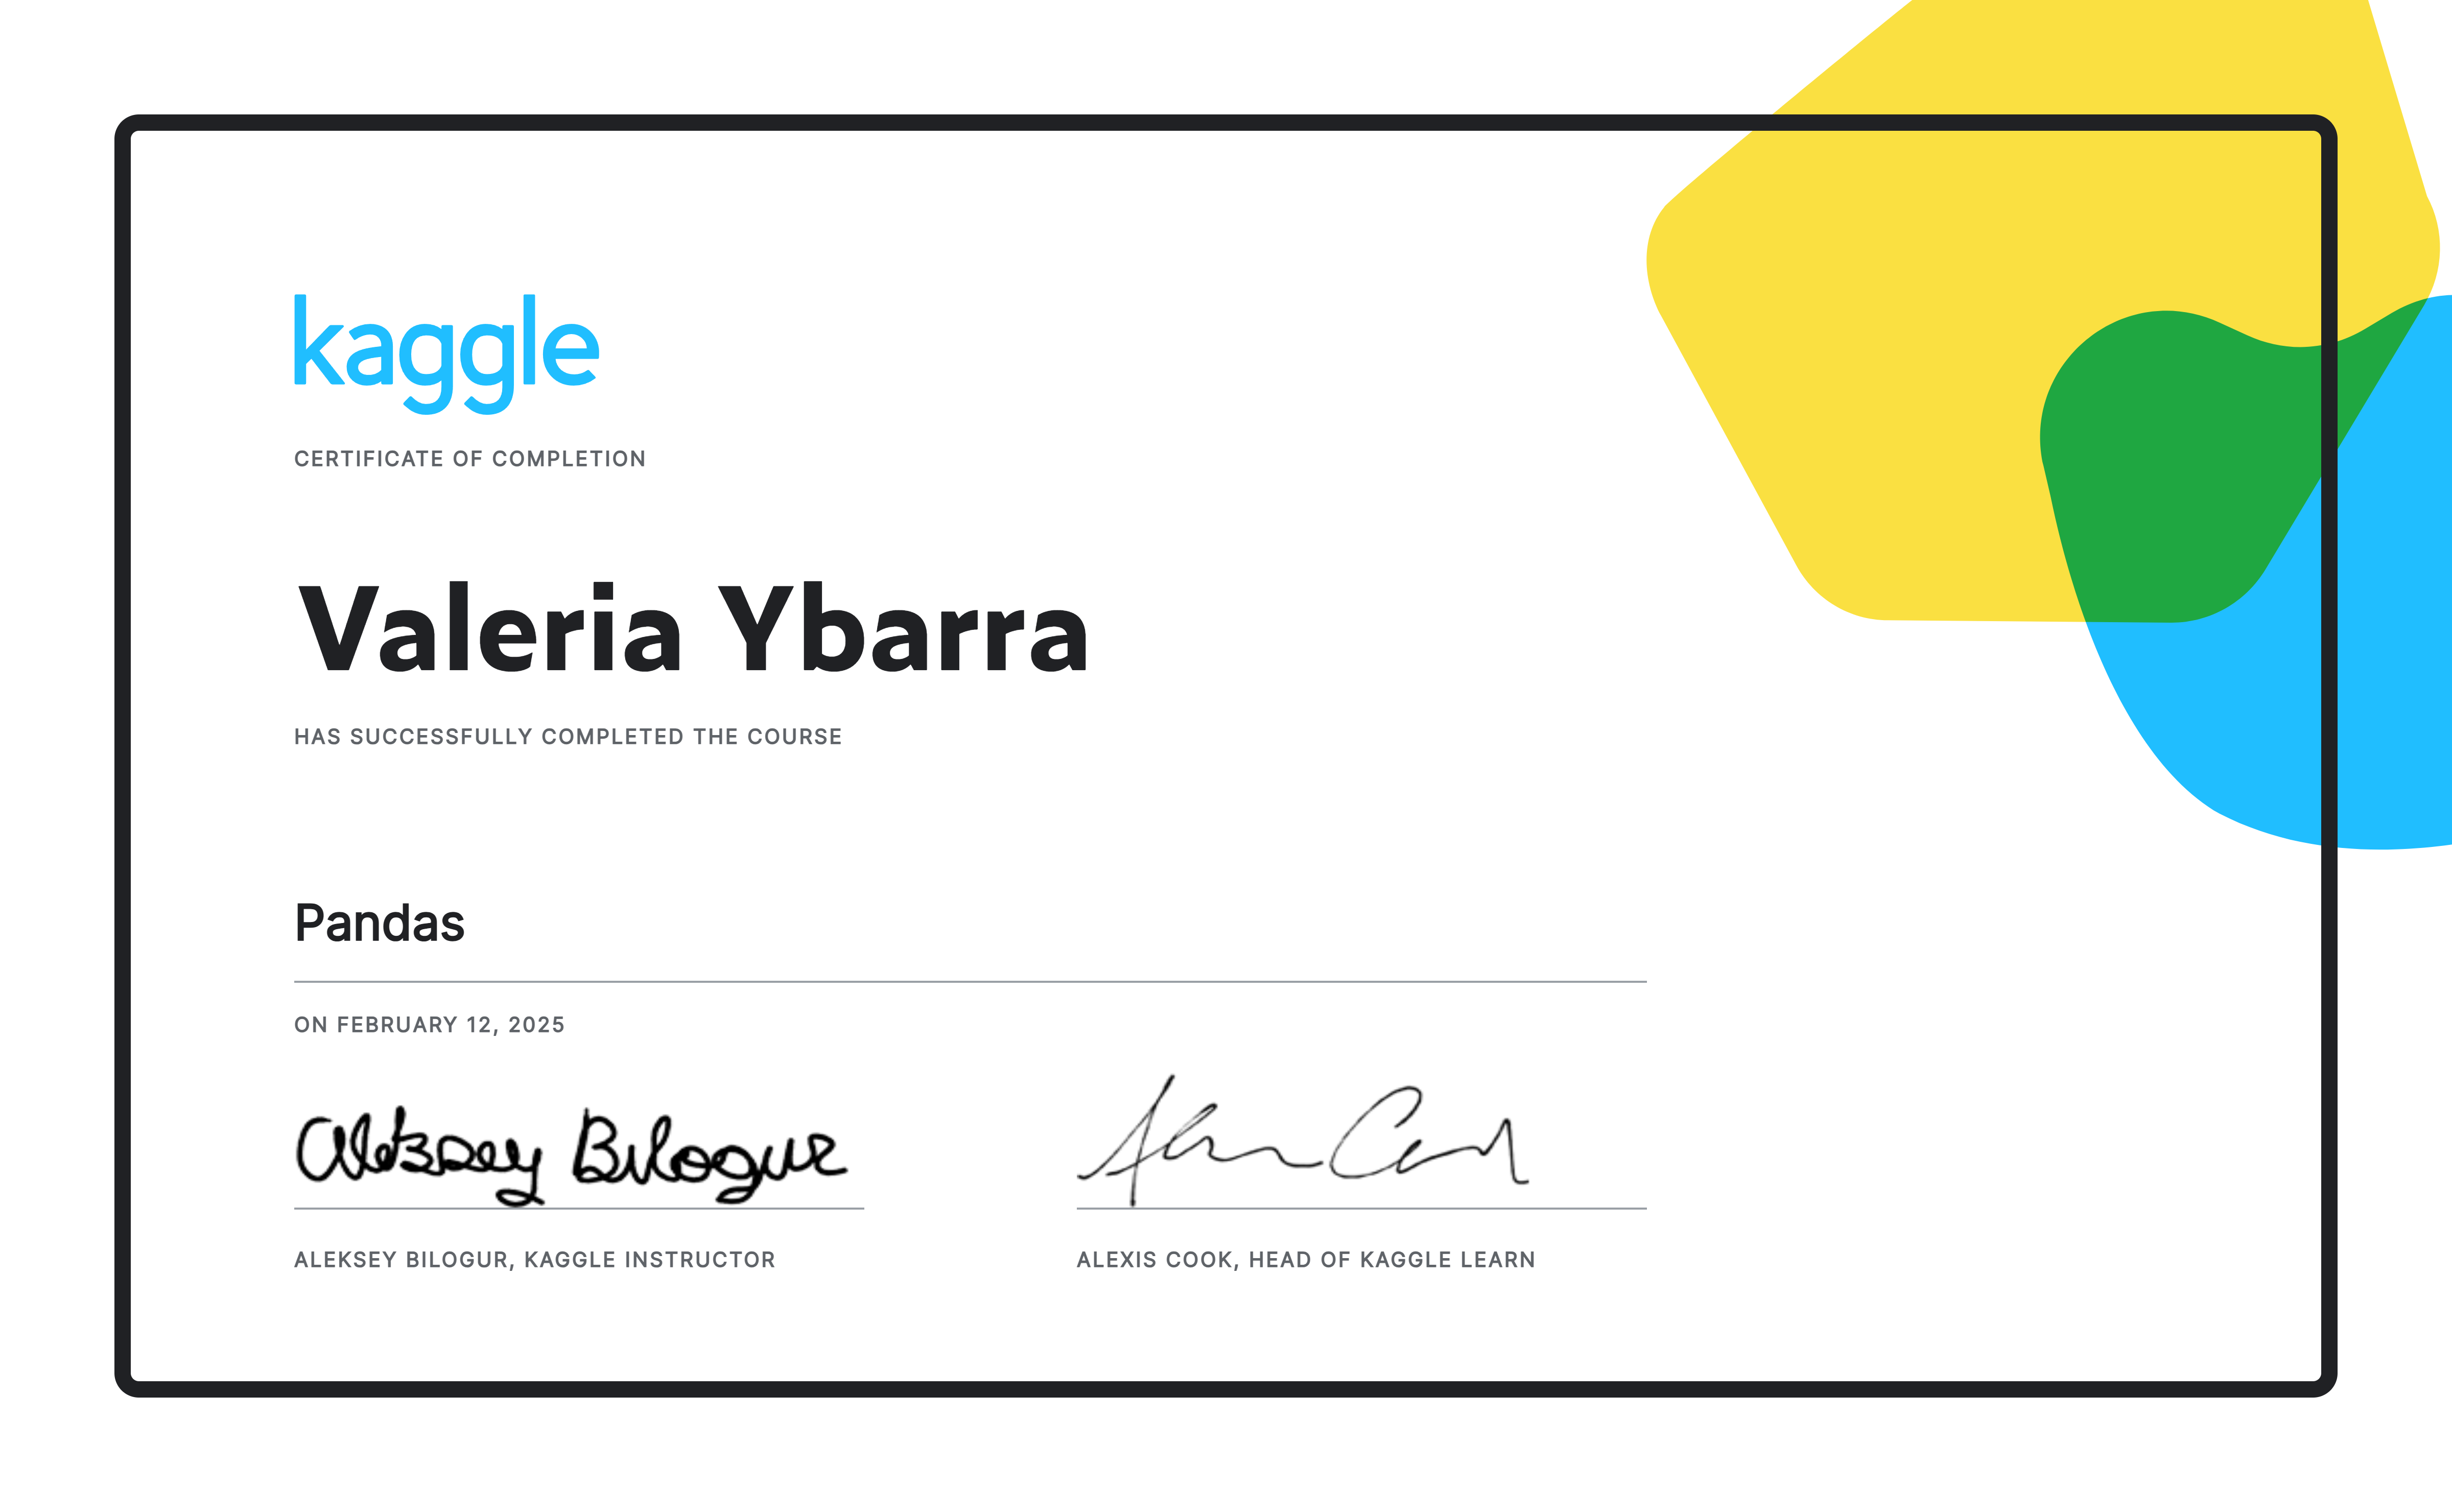 kaggle
CERTIFICATE OF COMPLETION
Valeria Ybarra
HAS SUCCESSFULLY COMPLETED THE COURSE
Pandas
ON FEBRUARY 12, 2025
Aleksey Bilogur
ALEKSEY BILOGUR, KAGGLE INSTRUCTOR
ALEXIS COOK, HEAD OF KAGGLE LEARN